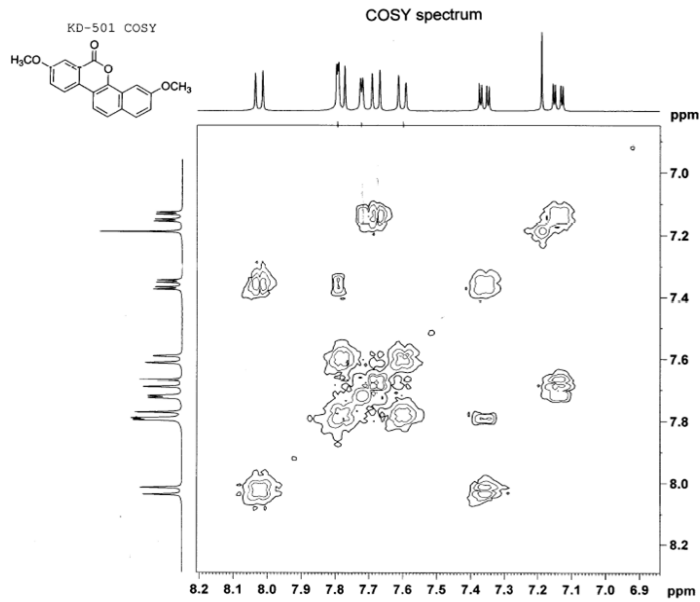 COSY spectrum
KD-501 COSY
O
H₃CO
O
OCH₃
ppm
7.0
7.2
7.4
7.6
7.8
8.0
8.2
8.2 8.1 8.0 7.9 7.8 7.7 7.6 7.5 7.4 7.3 7.2 7.1 7.0 6.9 ppm